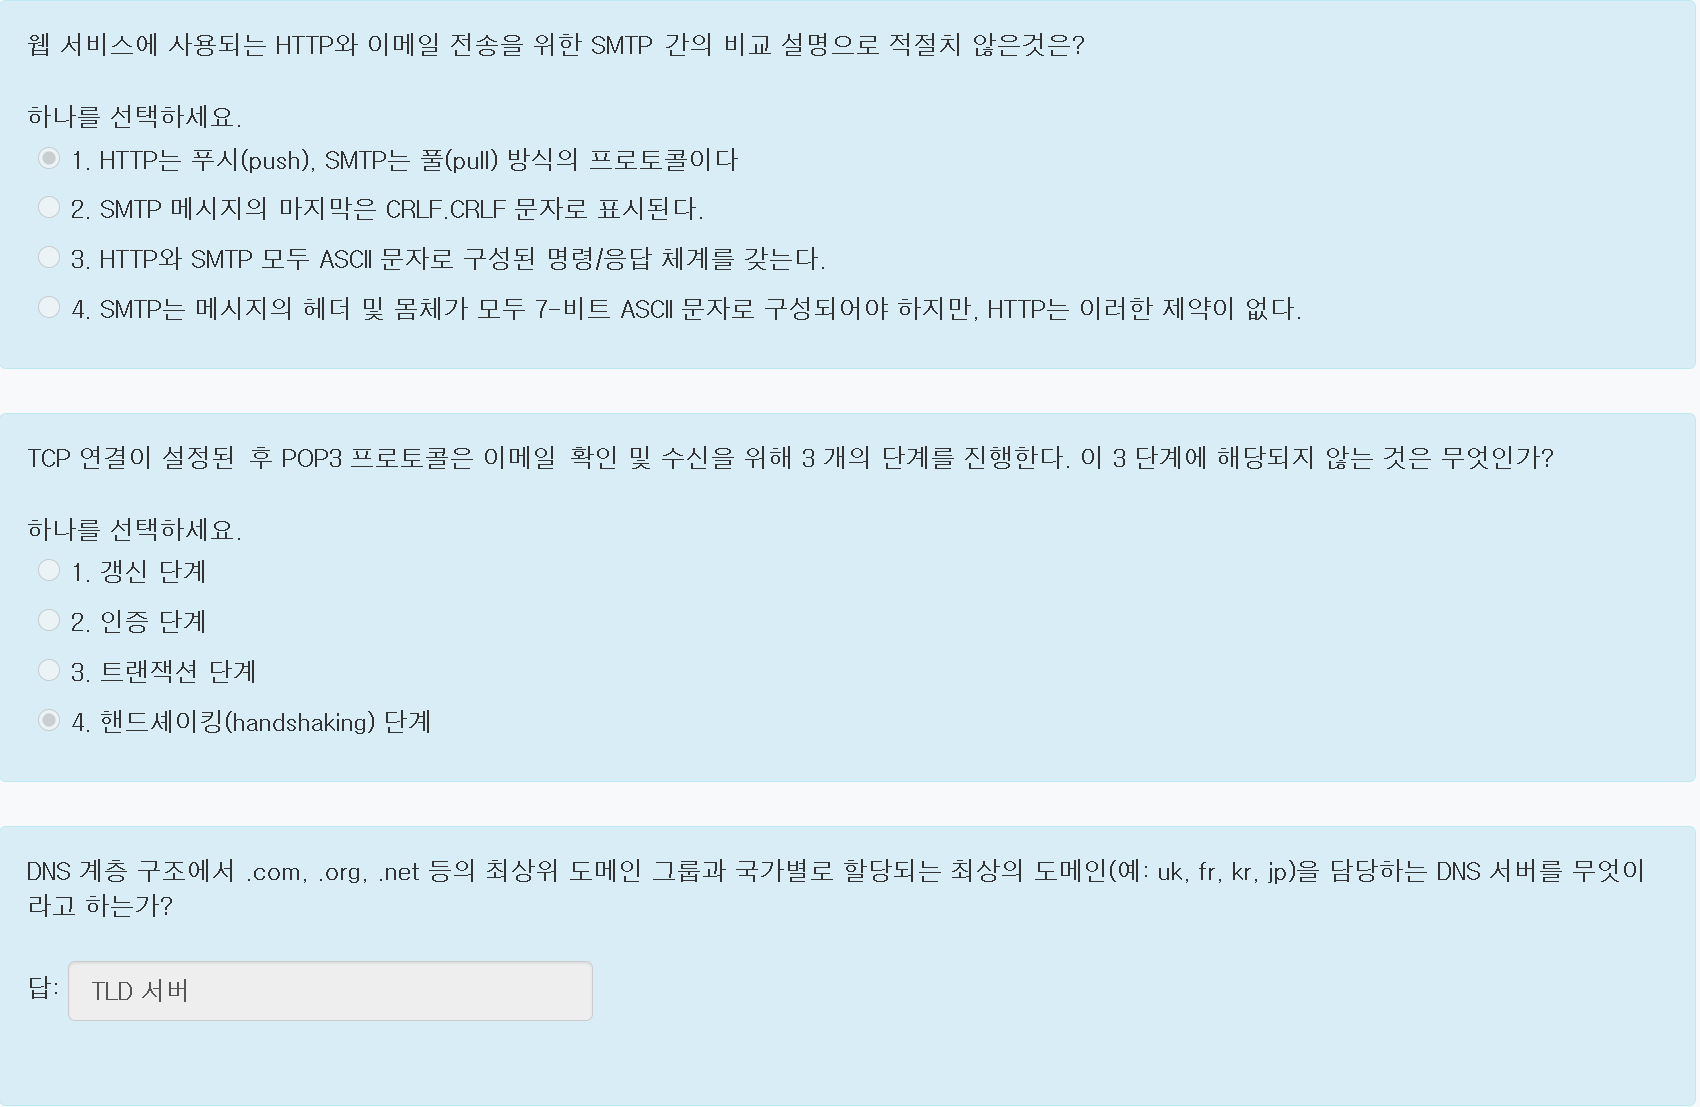 웹 서비스에 사용되는 HTTP와 이메일 전송을 위한 SMTP 간의 비교 설명으로 적절치 않은것은?
하나를 선택하세요.
1. HTTP는 푸시(push), SMTP는 풀(pull) 방식의 프로토콜이다
2. SMTP 메시지의 마지막은 CRLF.CRLF 문자로 표시된다.
3. HTTP와 SMTP 모두 ASCII 문자로 구성된 명령/응답 체계를 갖는다.
4. SMTP는 메시지의 헤더 및 몸체가 모두 7-비트 ASCII 문자로 구성되어야 하지만, HTTP는 이러한 제약이 없다.
TCP 연결이 설정된 후 POP3 프로토콜은 이메일 확인 및 수신을 위해 3 개의 단계를 진행한다. 이 3 단계에 해당되지 않는 것은 무엇인가?
하나를 선택하세요.
1. 갱신 단계
2. 인증 단계
3. 트랜잭션 단계
4. 핸드셰이킹(handshaking) 단계
DNS 계층 구조에서 .com, .org, .net 등의 최상위 도메인 그룹과 국가별로 할당되는 최상의 도메인(예: uk, fr, kr, jp)을 담당하는 DNS 서버를 무엇이
라고 하는가?
답: TLD 서버